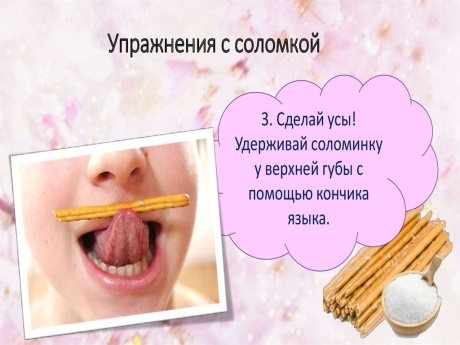 Упражнения с соломкой
3. Сделай усы!
Удерживай соломинку
у верхней губы с
помощью кончика
языка.